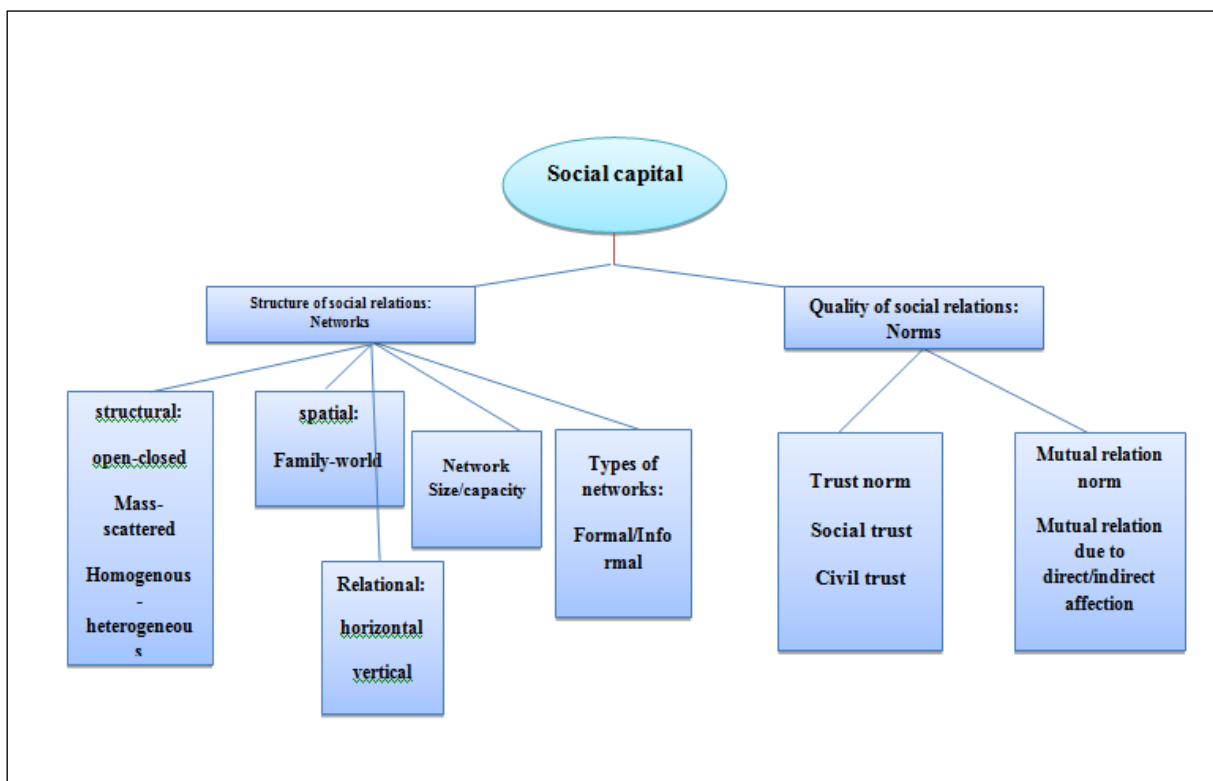 Social capital
Structure of social relations:
Networks
Quality of social relations:
Norms
structural:
open-closed
Mass-
scattered
Homogenous
-
heterogeneou
s
spatial:
Family-world
Relational:
horizontal
vertical
Network
Size/capacity
Types of
networks:
Formal/Info
rmal
Trust norm
Social trust
Civil trust
Mutual relation
norm
Mutual relation
due to
direct/indirect
affection